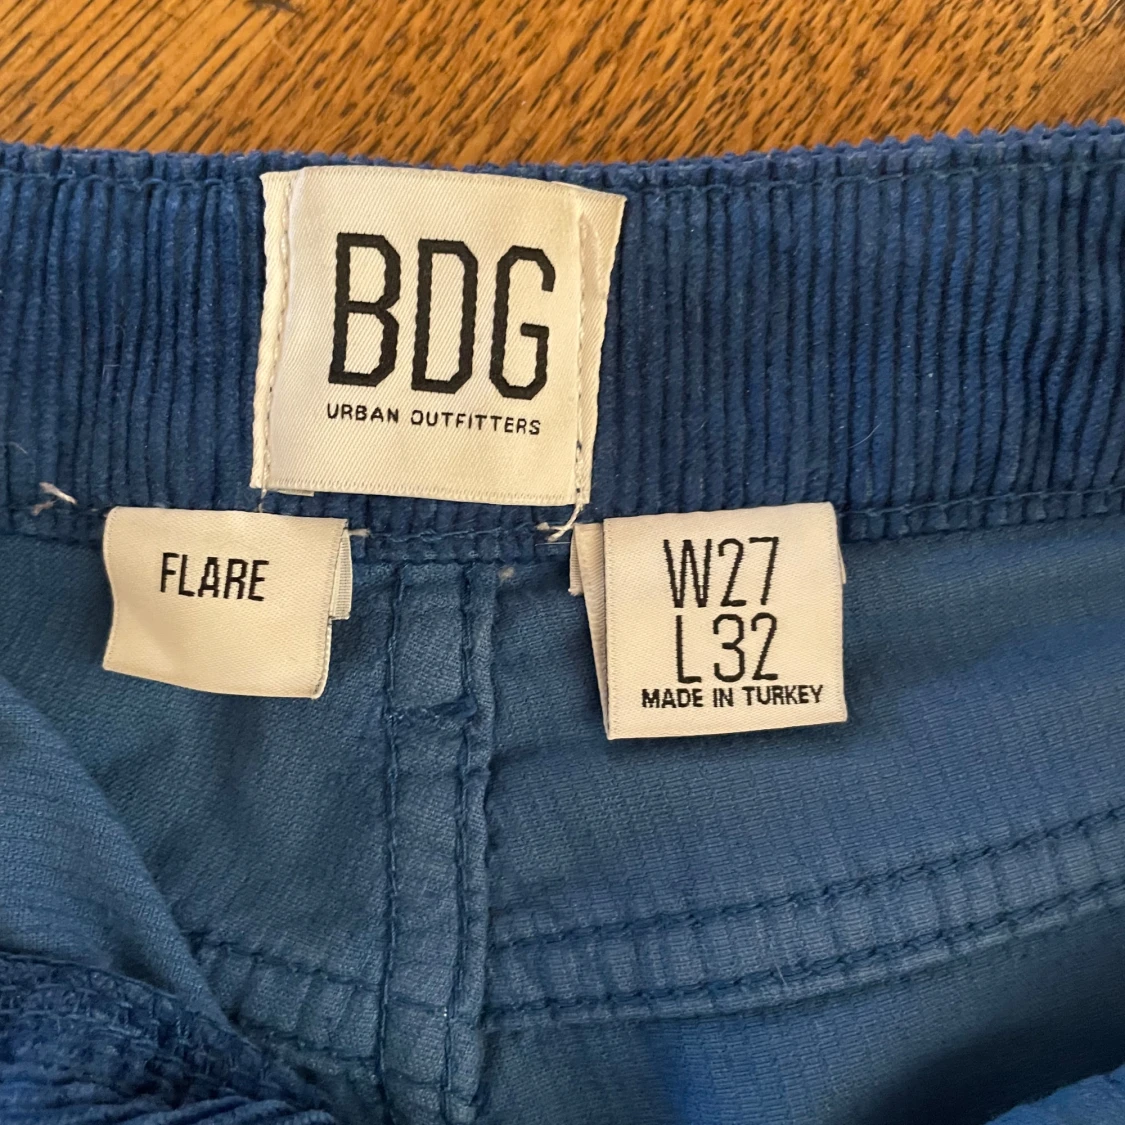 BDG
URBAN OUTFITTERS
FLARE
W27
L32
MADE IN TURKEY